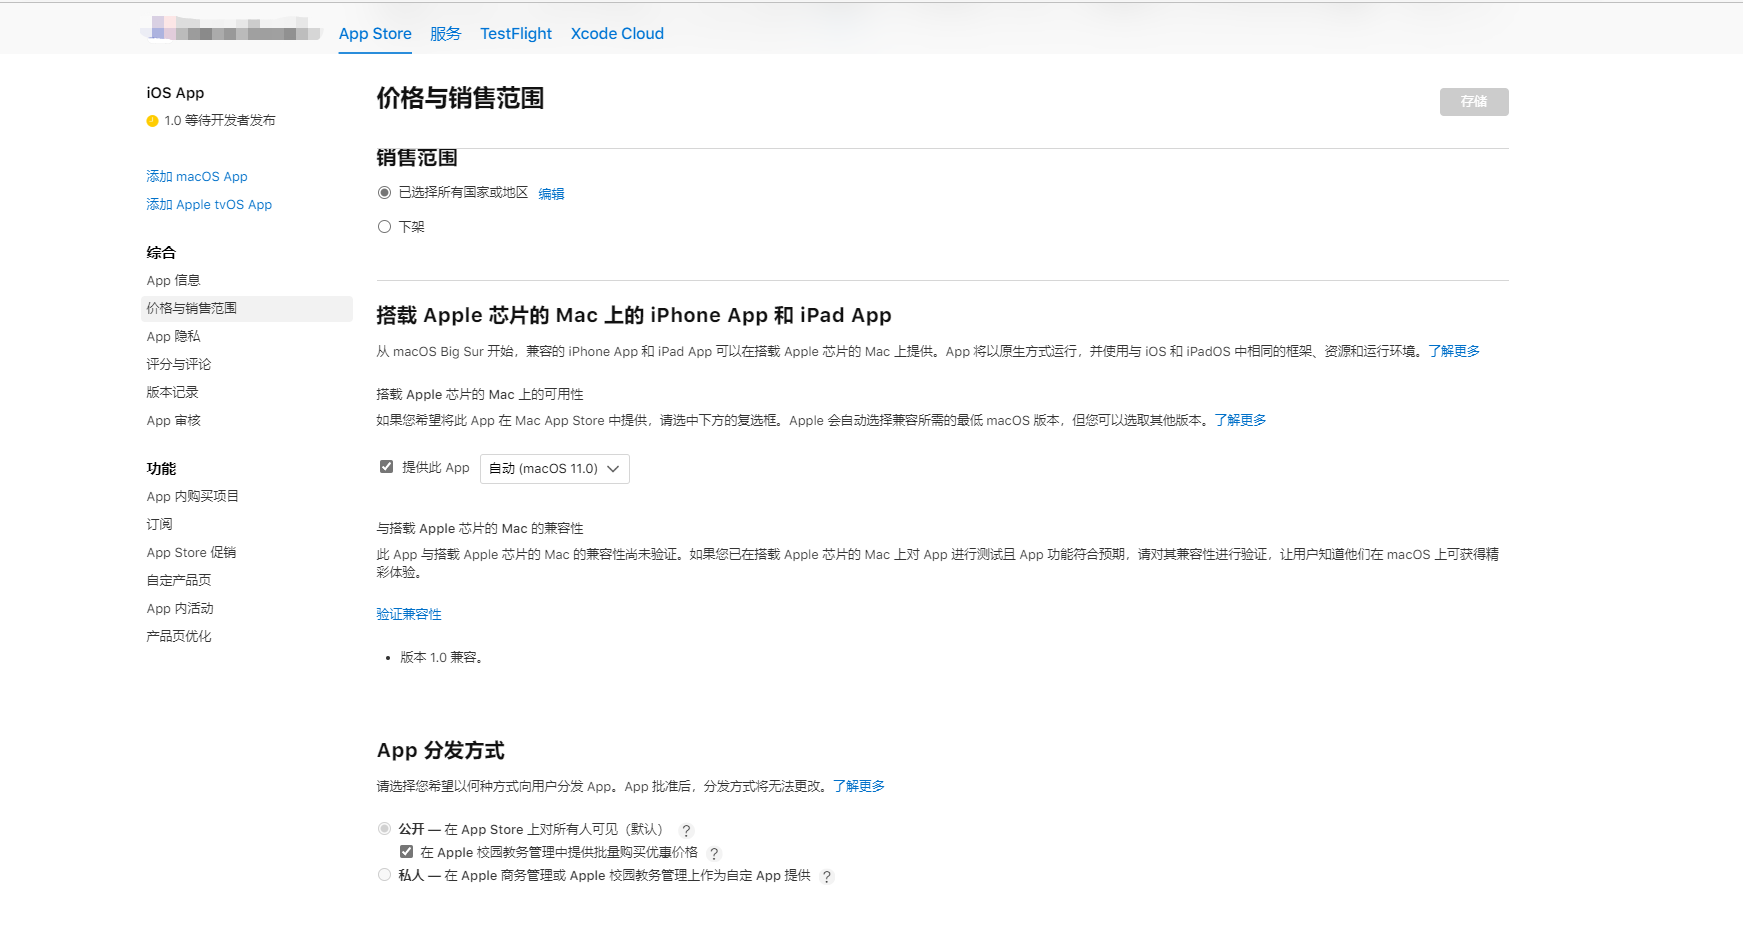 App Store 服务 TestFlight Xcode Cloud
iOS App
1.0 等待开发者发布
添加 macOS App
添加 Apple tvOS App
综合
App 信息
价格与销售范围
App 隐私
评分与评论
版本记录
App 审核
功能
App 内购买项目
订阅
App Store 促销
自定产品页
App 内活动
产品页优化
价格与销售范围
存储
销售范围
已选择所有国家或地区 编辑
下架
搭载 Apple 芯片的 Mac 上的 iPhone App 和 iPad App
从 macOS Big Sur 开始，兼容的 iPhone App 和 iPad App 可以在搭载 Apple 芯片的 Mac 上提供。App 将以原生方式运行，并使用与 iOS 和 iPadOS 中相同的框架、资源和运行环境。了解更多
搭载 Apple 芯片的 Mac 上的可用性
如果您希望将此 App 在 Mac App Store 中提供，请选中下方的复选框。Apple 会自动选择兼容所需的最低 macOS 版本，但您可以选取其他版本。了解更多
提供此 App 自动 (macOS 11.0)
与搭载 Apple 芯片的 Mac 的兼容性
此 App 与搭载 Apple 芯片的 Mac 的兼容性尚未验证。如果您已在搭载 Apple 芯片的 Mac 上对 App 进行测试且 App 功能符合预期，请对其兼容性进行验证，让用户知道他们在 macOS 上可获得精
彩体验。
验证兼容性
• 版本 1.0 兼容。
App 分发方式
请选择您希望以何种方式向用户分发 App。App 批准后，分发方式将无法更改。了解更多
公开 — 在 App Store 上对所有人可见（默认） ?
在 Apple 校园教务管理中提供批量购买优惠价格 ?
私人 — 在 Apple 商务管理或 Apple 校园教务管理上作为自定 App 提供 ?